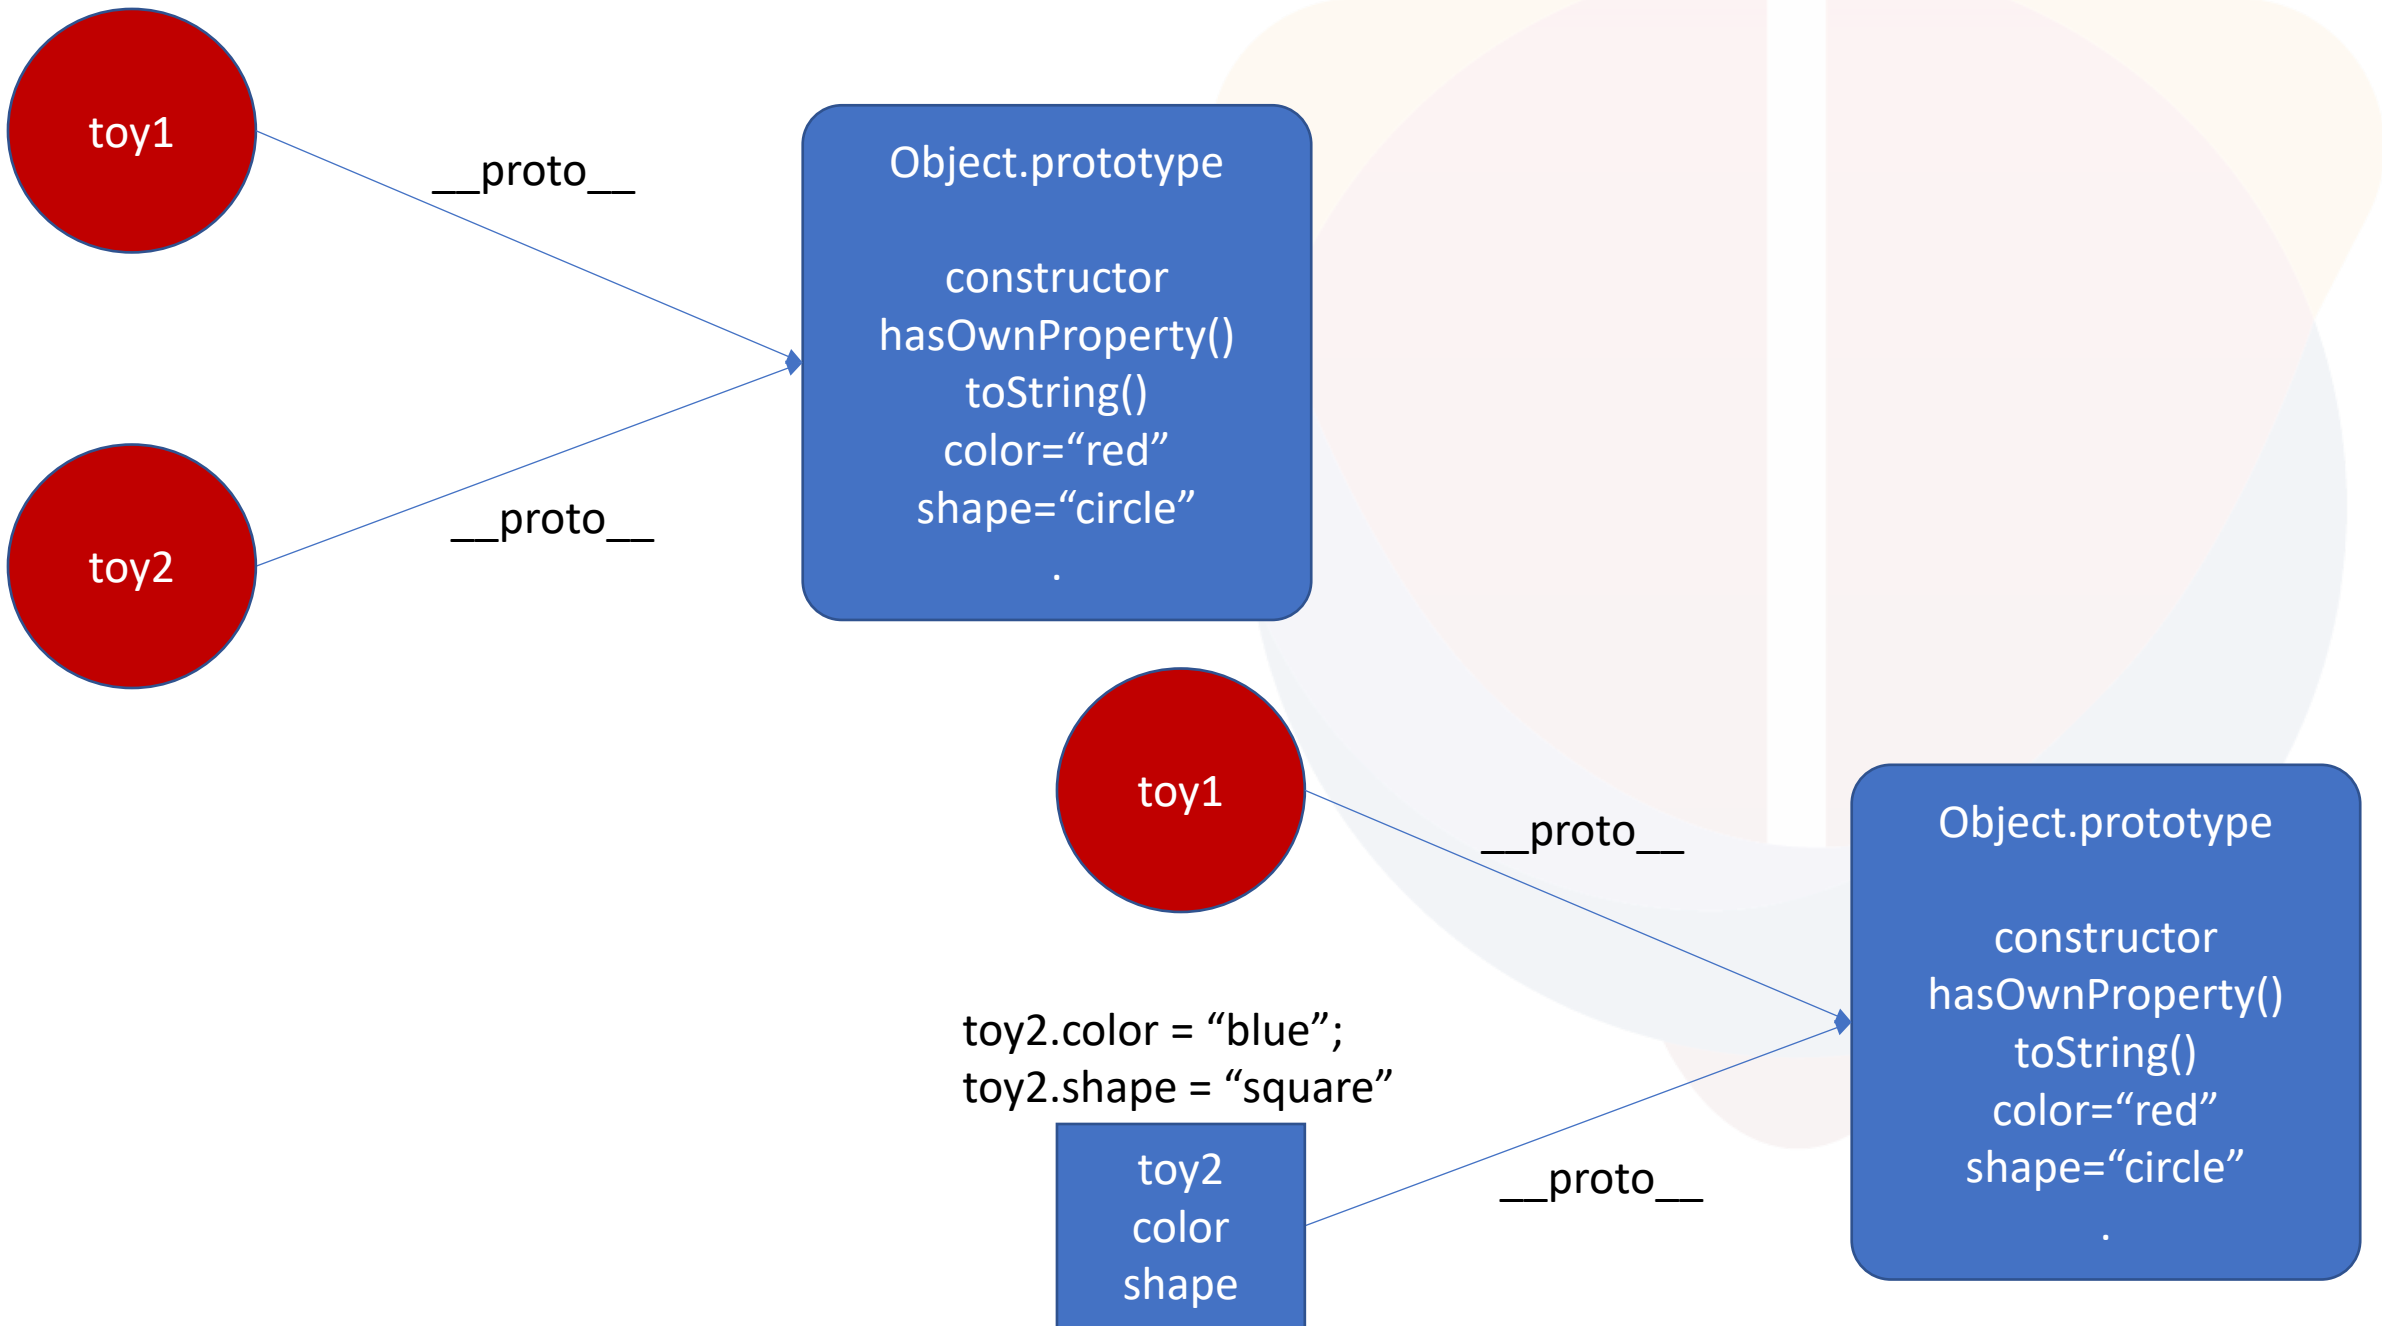 toy1
__proto__
Object.prototype
constructor
hasOwnProperty()
toString()
color=“red”
shape=“circle”
.
__proto__
toy2
toy1
__proto__
Object.prototype
constructor
hasOwnProperty()
toString()
color=“red”
shape=“circle”
.
toy2.color = “blue”;
toy2.shape = “square”
__proto__
toy2
color
shape